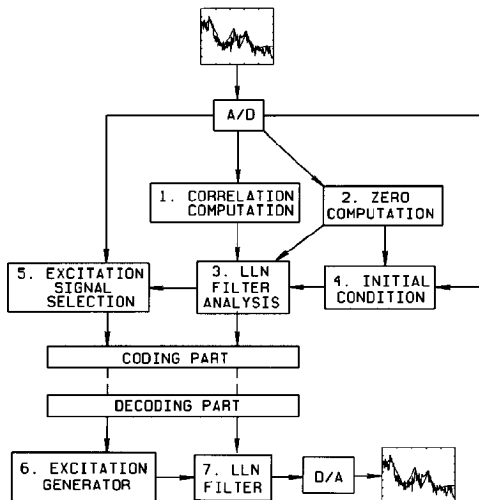 A/D
1. CORRELATION
COMPUTATION
2. ZERO
COMPUTATION
5. EXCITATION
SIGNAL
SELECTION
3. LLN
FILTER
ANALYSIS
4. INITIAL
CONDITION
CODING PART
DECODING PART
6. EXCITATION
GENERATOR
7. LLN
FILTER
D/A